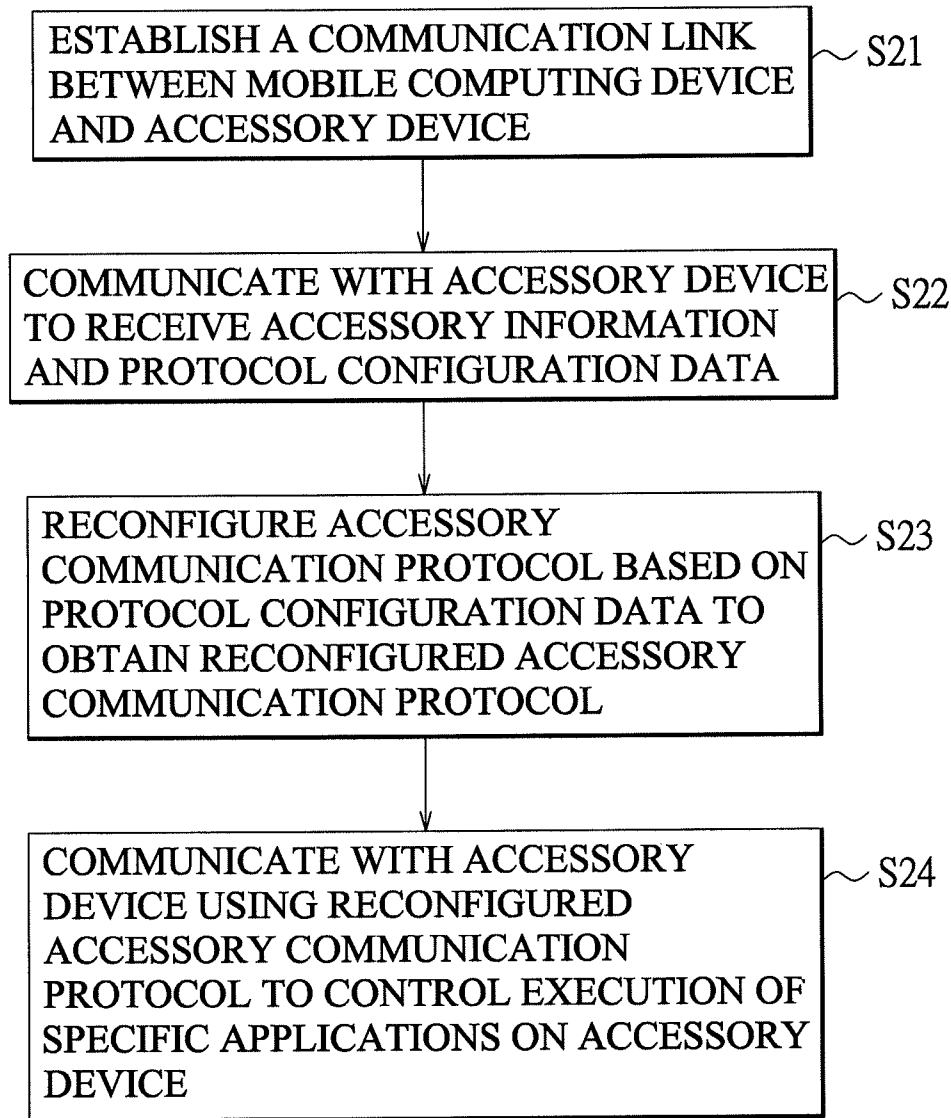 ESTABLISH A COMMUNICATION LINK
BETWEEN MOBILE COMPUTING DEVICE
AND ACCESSORY DEVICE
S21
COMMUNICATE WITH ACCESSORY DEVICE
TO RECEIVE ACCESSORY INFORMATION
AND PROTOCOL CONFIGURATION DATA
S22
RECONFIGURE ACCESSORY
COMMUNICATION PROTOCOL BASED ON
PROTOCOL CONFIGURATION DATA TO
OBTAIN RECONFIGURED ACCESSORY
COMMUNICATION PROTOCOL
S23
COMMUNICATE WITH ACCESSORY
DEVICE USING RECONFIGURED
ACCESSORY COMMUNICATION
PROTOCOL TO CONTROL EXECUTION OF
SPECIFIC APPLICATIONS ON ACCESSORY
DEVICE
S24